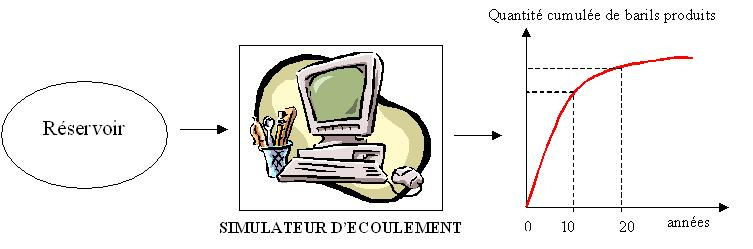 Quantité cumulée de barils produits
Réservoir
SIMULATEUR D'ECOULEMENT
0 10 20 années